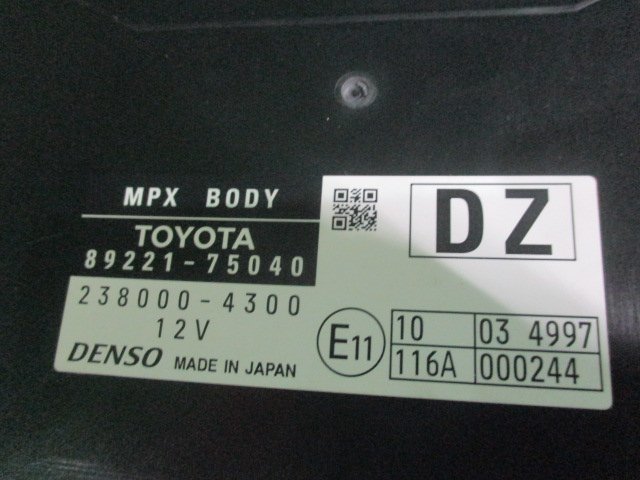 MPX BODY
TOYOTA
89221-75040
238000-4300
12V
DENSO MADE IN JAPAN
DZ
E11
10 03 4997
116A 000244